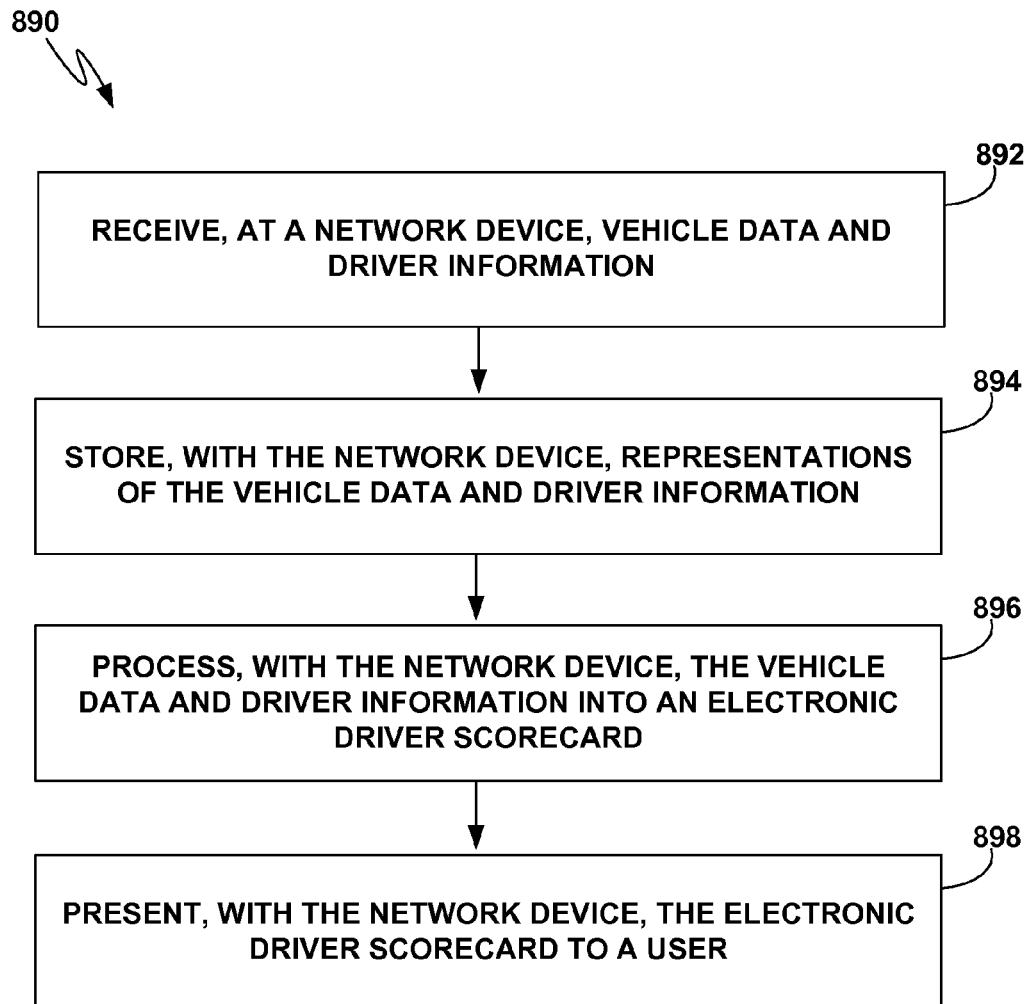 890
892
RECEIVE, AT A NETWORK DEVICE, VEHICLE DATA AND
DRIVER INFORMATION
894
STORE, WITH THE NETWORK DEVICE, REPRESENTATIONS
OF THE VEHICLE DATA AND DRIVER INFORMATION
896
PROCESS, WITH THE NETWORK DEVICE, THE VEHICLE
DATA AND DRIVER INFORMATION INTO AN ELECTRONIC
DRIVER SCORECARD
898
PRESENT, WITH THE NETWORK DEVICE, THE ELECTRONIC
DRIVER SCORECARD TO A USER